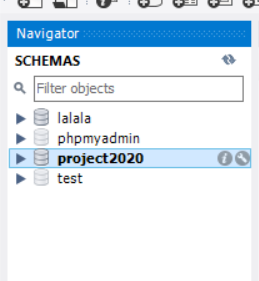 Navigator
SCHEMAS
Filter objects
lalala
phpmyadmin
project2020
test